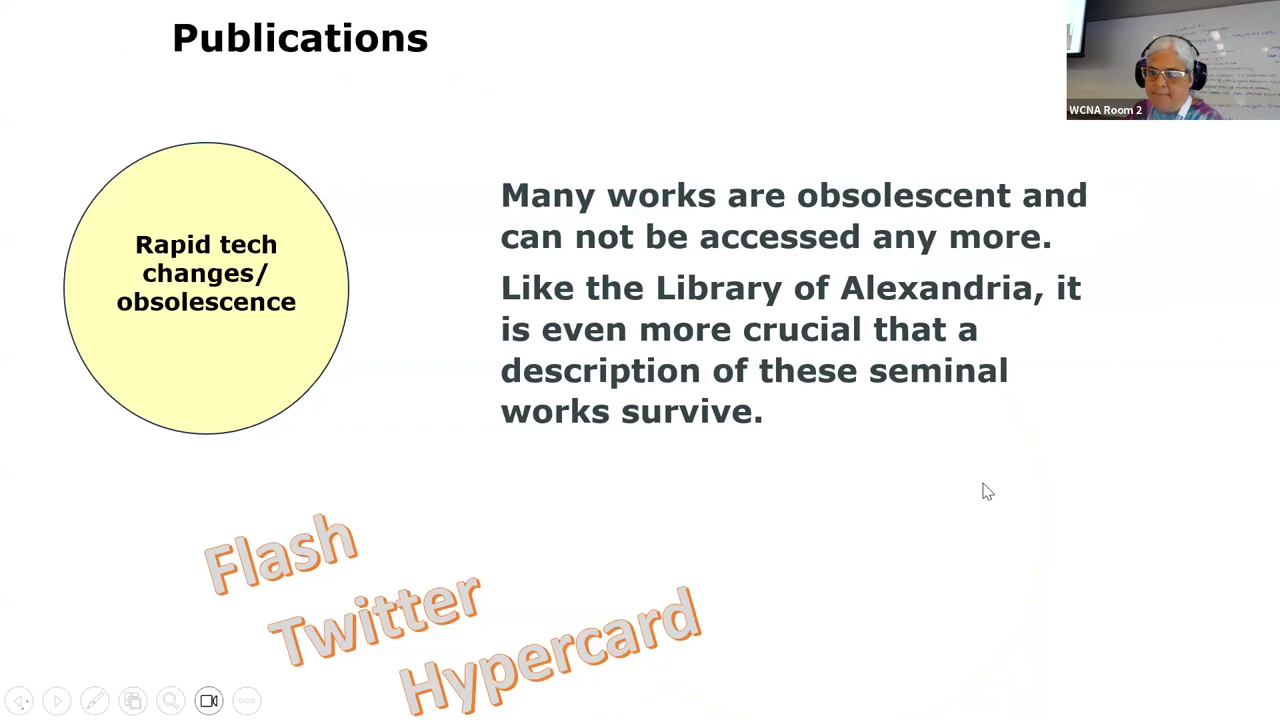 Publications
WCNA Room 2
Rapid tech
changes/
obsolescence
Many works are obsolescent and
can not be accessed any more.
Like the Library of Alexandria, it
is even more crucial that a
description of these seminal
works survive.
Flash
Twitter
Hypercard